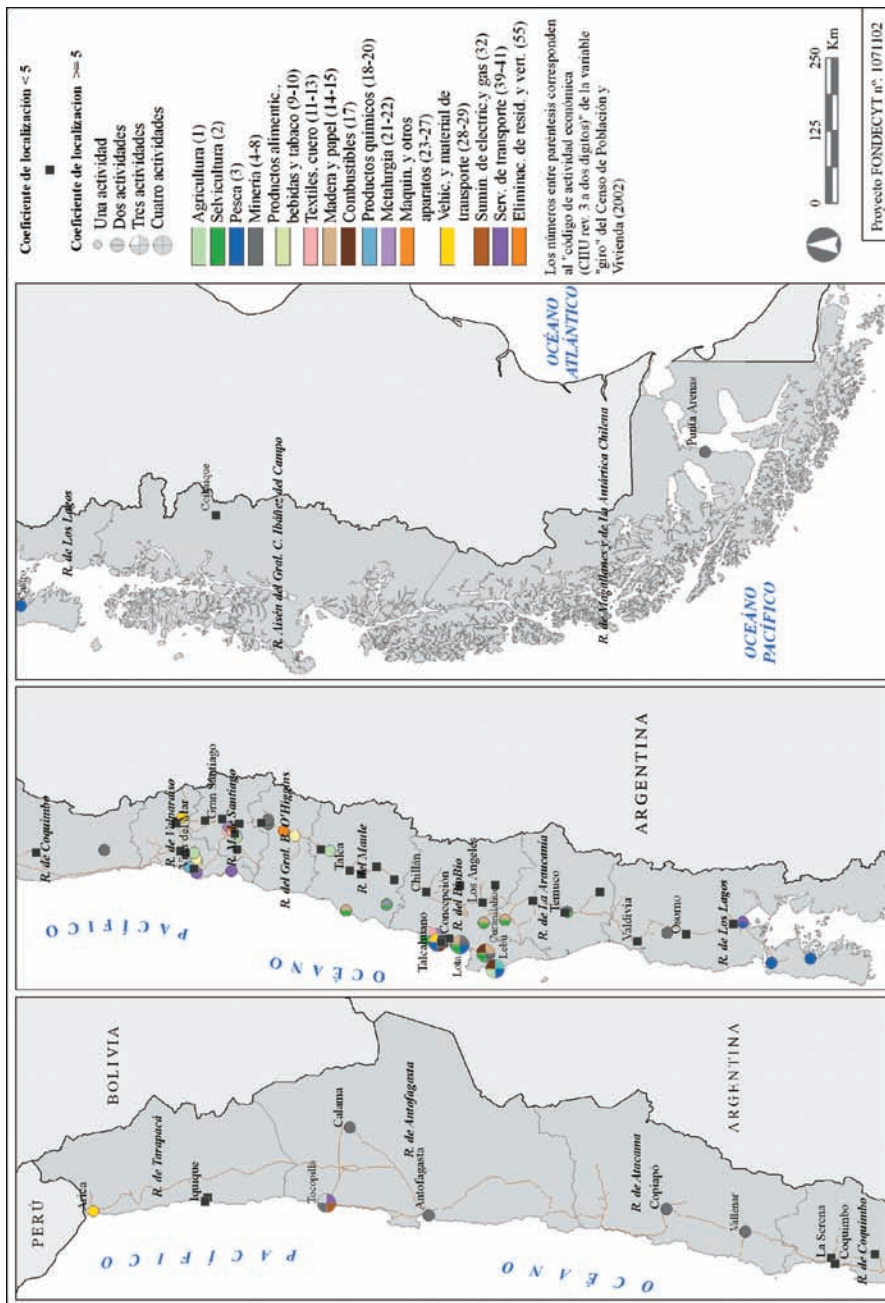 PERÚ
BOLIVIA
Arica
R. de Tarapacá
Iquique
Tocopilla
Calama
R. de Antofagasta
Antofagasta
OCÉANO PACÍFICO
R. de Atacama
Copiapó
Vallenar
ARGENTINA
La Serena
Coquimbo
R. de Coquimbo
R. de Coquimbo
OCÉANO PACÍFICO
R. de Valparaíso
Gran Santiago
R. del Gral. B. O'Higgins
Talca
R. del Maule
Chillán
Talcahuano
Concepción
Lota
R. del BíoBío
Los Angeles
Lebu
R. de La Araucanía
Temuco
Valdivia
Osorno
R. de Los Lagos
ARGENTINA
R. de Los Lagos
R. Aisén del Gral. C. Ibáñez del Campo
R. de Magallanes y de La Antártica Chilena
Punta Arenas
OCÉANO
ATLÁNTICO
OCÉANO
PACÍFICO
Coeficiente de localización < 5
Coeficiente de localizacion >= 5
Una actividad
Dos actividades
Tres actividades
Cuatro actividades
Agricultura (1)
Selvicultura (2)
Pesca (3)
Minería (4-8)
Productos alimentic.,
bebidas y tabaco (9-10)
Textiles, cuero (11-13)
Madera y papel (14-15)
Combustibles (17)
Productos químicos (18-20)
Metalurgia (21-22)
Maquin. y otros
aparatos (23-27)
Vehíc. y material de
transporte (28-29)
Sumin. de electric.y gas (32)
Serv. de transporte (39-41)
Eliminac. de resid. y vert. (55)
Los números entre paréntesis corresponden
al "código de actividad económica
(CIIU rev. 3 a dos dígitos)" de la variable
"giro" del Censo de Población y
Vivienda (2002)
0 125 250
Km
Proyecto FONDECYT nº: 1071102